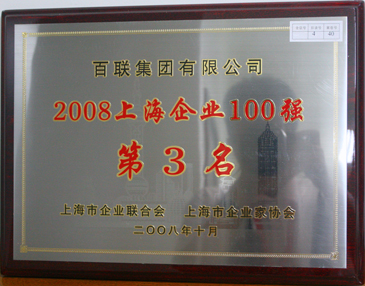 百联集团有限公司
2008上海企业100强
第3名
上海市企业联合会 上海市企业家协会
二〇〇八年十月
4 40